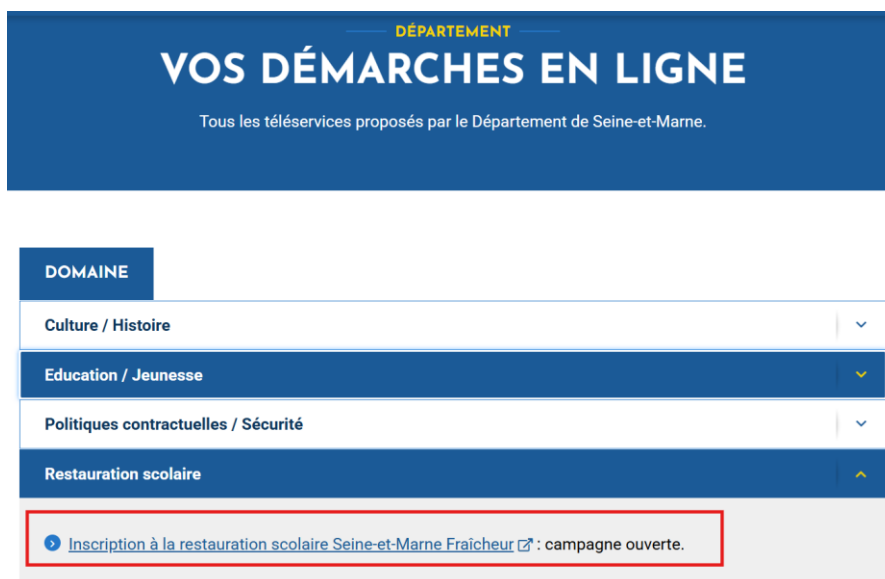 DÉPARTEMENT
VOS DÉMARCHES EN LIGNE
Tous les téléservices proposés par le Département de Seine-et-Marne.
DOMAINE
Culture / Histoire
Education / Jeunesse
Politiques contractuelles / Sécurité
Restauration scolaire
Inscription à la restauration scolaire Seine-et-Marne Fraîcheur : campagne ouverte.